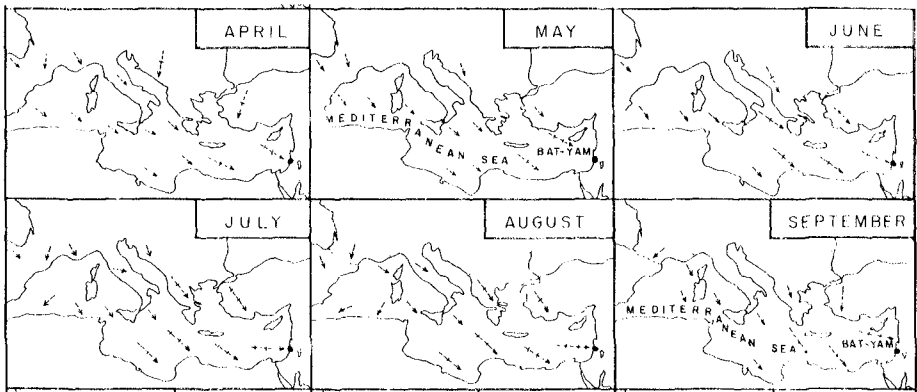 APRIL
MAY
MEDITERRANEAN SEA
BAT-YAM
JUNE
JULY
AUGUST
SEPTEMBER
MEDITERRANEAN SEA
BAT-YAM